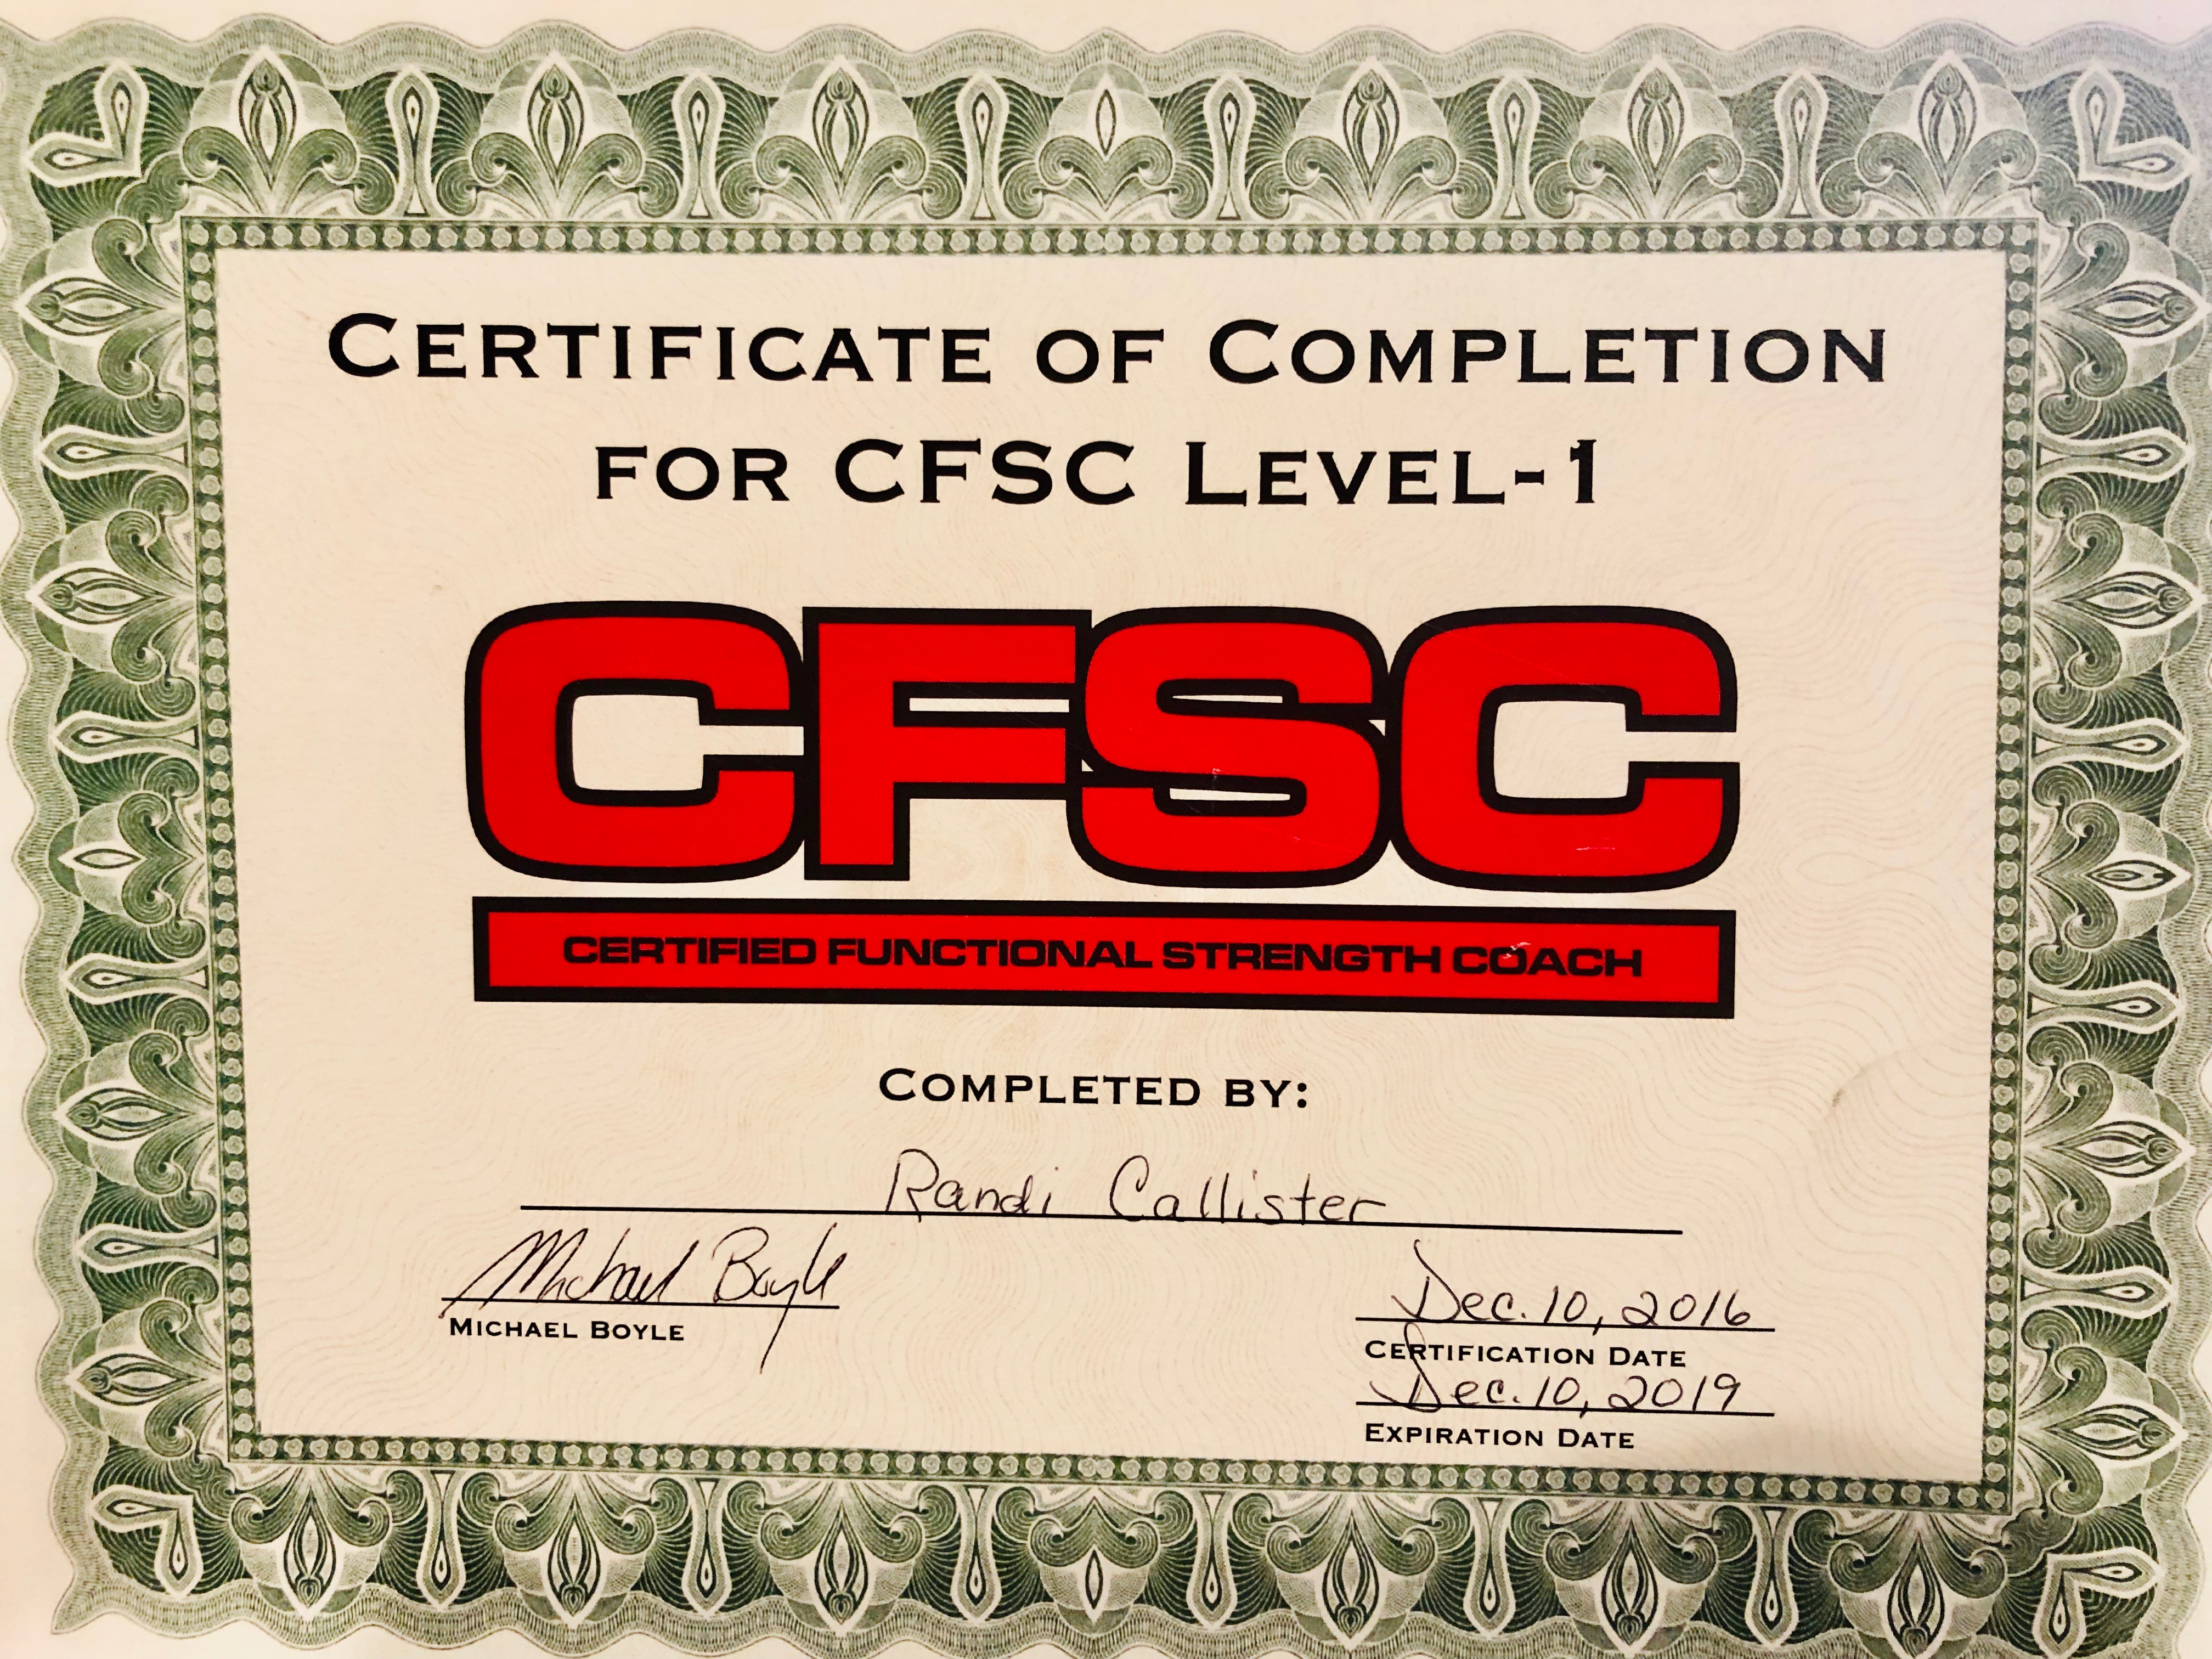 CERTIFICATE OF COMPLETION
FOR CFSC LEVEL-1
CFSC
CERTIFIED FUNCTIONAL STRENGTH COACH
COMPLETED BY:
Randi Callister
Michael Boyle
MICHAEL BOYLE
Dec. 10, 2016
CERTIFICATION DATE
Dec. 10, 2019
EXPIRATION DATE